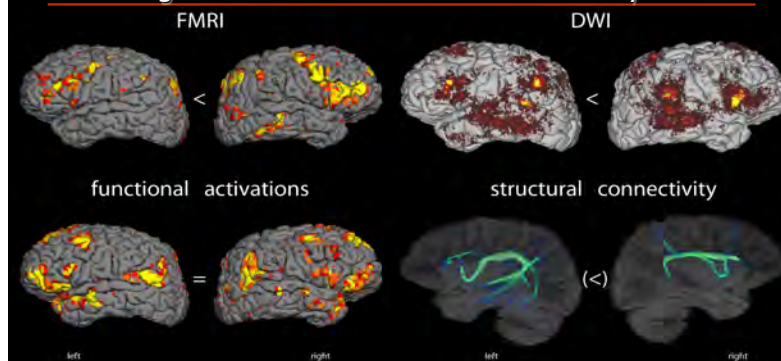 FMRI DWI
< <
functional activations structural connectivity
= (<)
left right left right